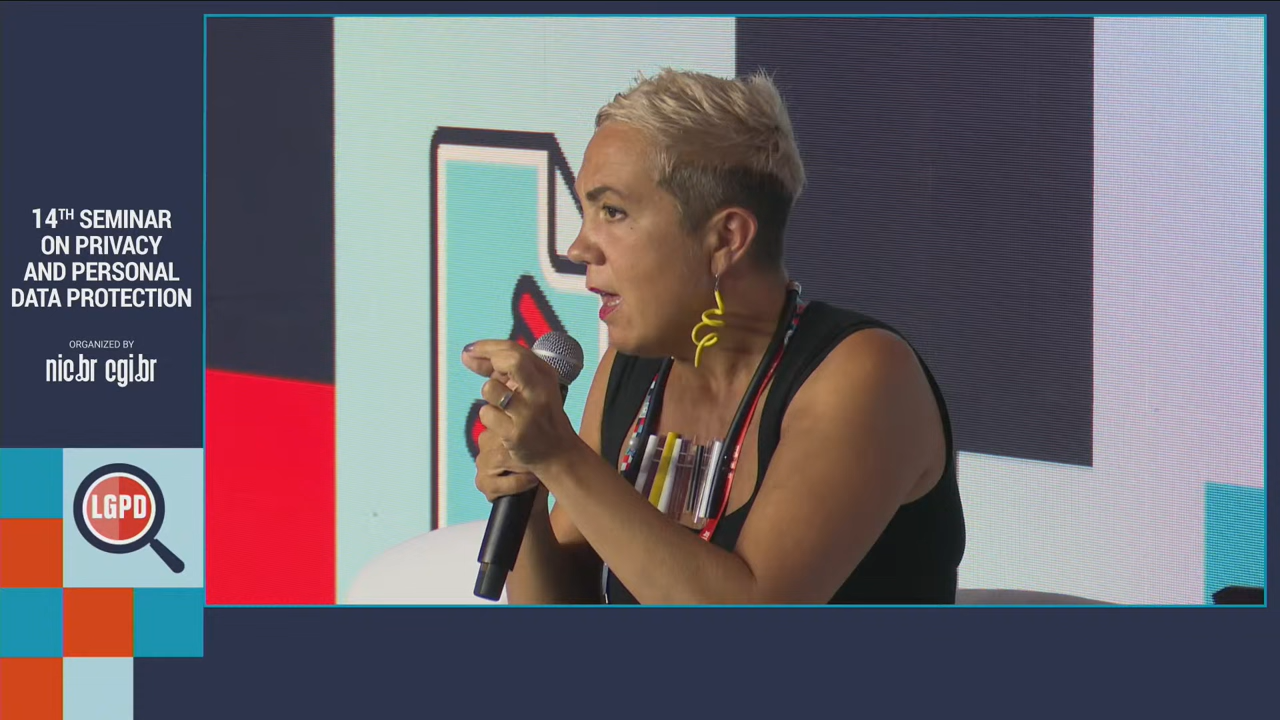 14TH SEMINAR
ON PRIVACY
AND PERSONAL
DATA PROTECTION
ORGANIZED BY
nic.br cgi.br
LGPD